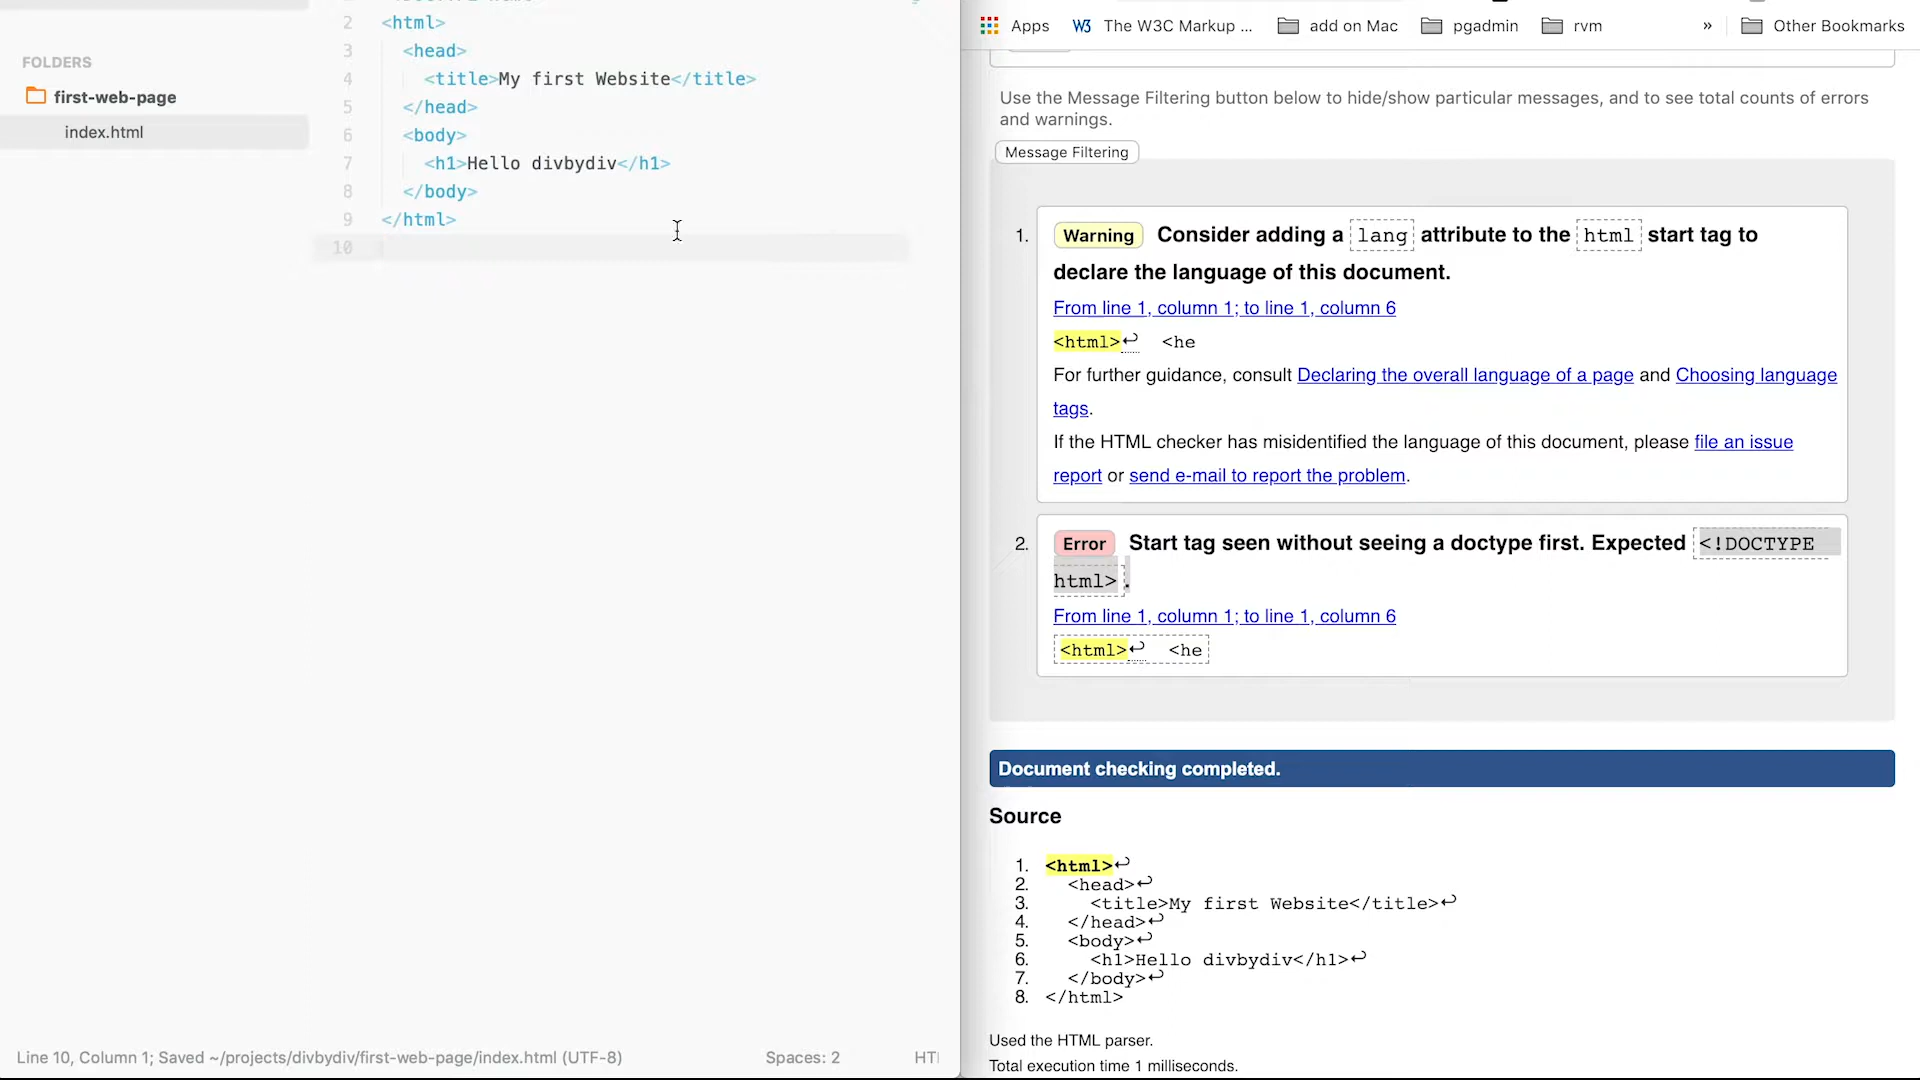 FOLDERS
first-web-page
index.html
2 <html>
3 <head>
4 <title>My first Website</title>
5 </head>
6 <body>
7 <h1>Hello divbydiv</h1>
8 </body>
9 </html>
10
Line 10, Column 1; Saved ~/projects/divbydiv/first-web-page/index.html (UTF-8)
Spaces: 2
Apps
The W3C Markup ...
add on Mac
pgadmin
rvm
»
Other Bookmarks
Use the Message Filtering button below to hide/show particular messages, and to see total counts of errors
and warnings.
Message Filtering
1. Warning Consider adding a lang attribute to the html start tag to
declare the language of this document.
From line 1, column 1; to line 1, column 6
<html>↩ <he
For further guidance, consult Declaring the overall language of a page and Choosing language
tags.
If the HTML checker has misidentified the language of this document, please file an issue
report or send e-mail to report the problem.
2. Error Start tag seen without seeing a doctype first. Expected <!DOCTYPE
html>.
From line 1, column 1; to line 1, column 6
<html>↩ <he
Document checking completed.
Source
1. <html>↩
2. <head>↩
3. <title>My first Website</title>↩
4. </head>↩
5. <body>↩
6. <h1>Hello divbydiv</h1>↩
7. </body>↩
8. </html>
Used the HTML parser.
Total execution time 1 milliseconds.